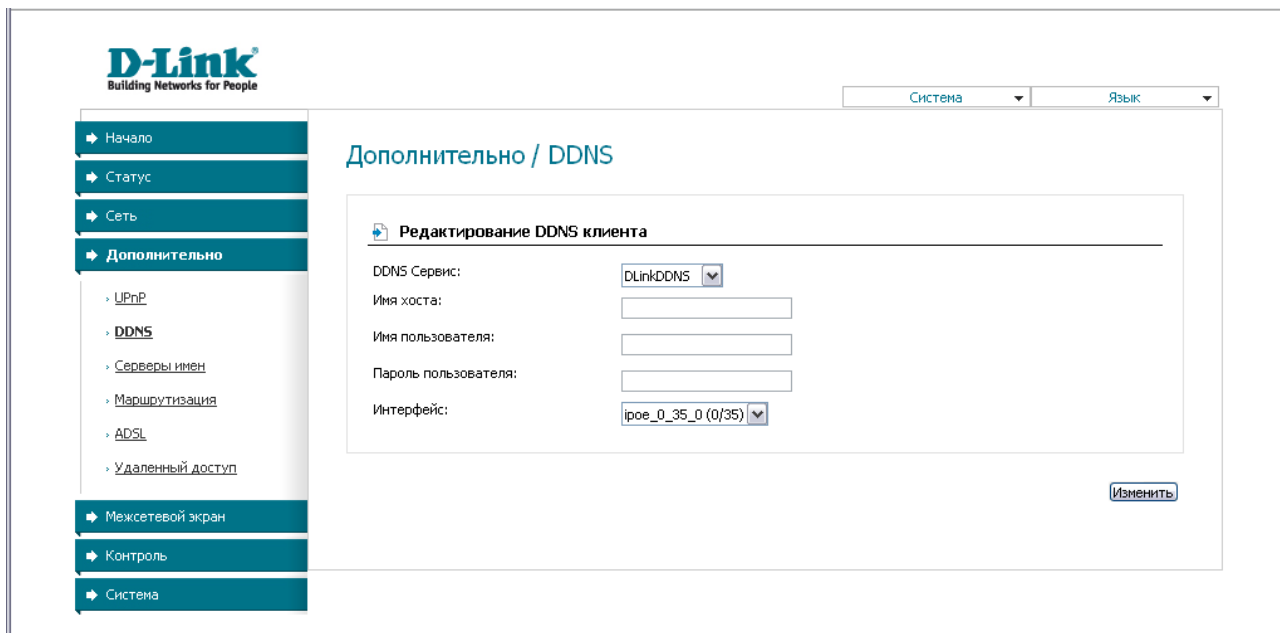 D-Link
Building Networks for People
Система
Язык
Начало
Статус
Сеть
Дополнительно
UPnP
DDNS
Серверы имен
Маршрутизация
ADSL
Удаленный доступ
Межсетевой экран
Контроль
Система
Дополнительно / DDNS
Редактирование DDNS клиента
DDNS Сервис: DLinkDDNS
Имя хоста:
Имя пользователя:
Пароль пользователя:
Интерфейс: ipoe_0_35_0 (0/35)
Изменить